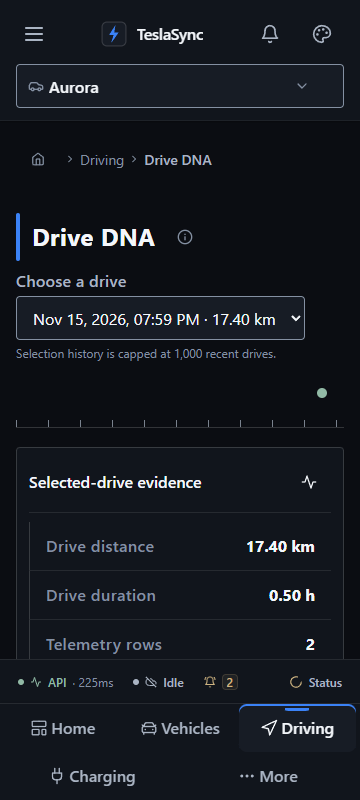 TeslaSync
Aurora
Driving Drive DNA
Drive DNA
Choose a drive
Nov 15, 2026, 07:59 PM · 17.40 km
Selection history is capped at 1,000 recent drives.
Selected-drive evidence
Drive distance 17.40 km
Drive duration 0.50 h
Telemetry rows 2
API · 225ms Idle 2 Status
Home Vehicles Driving
Charging More